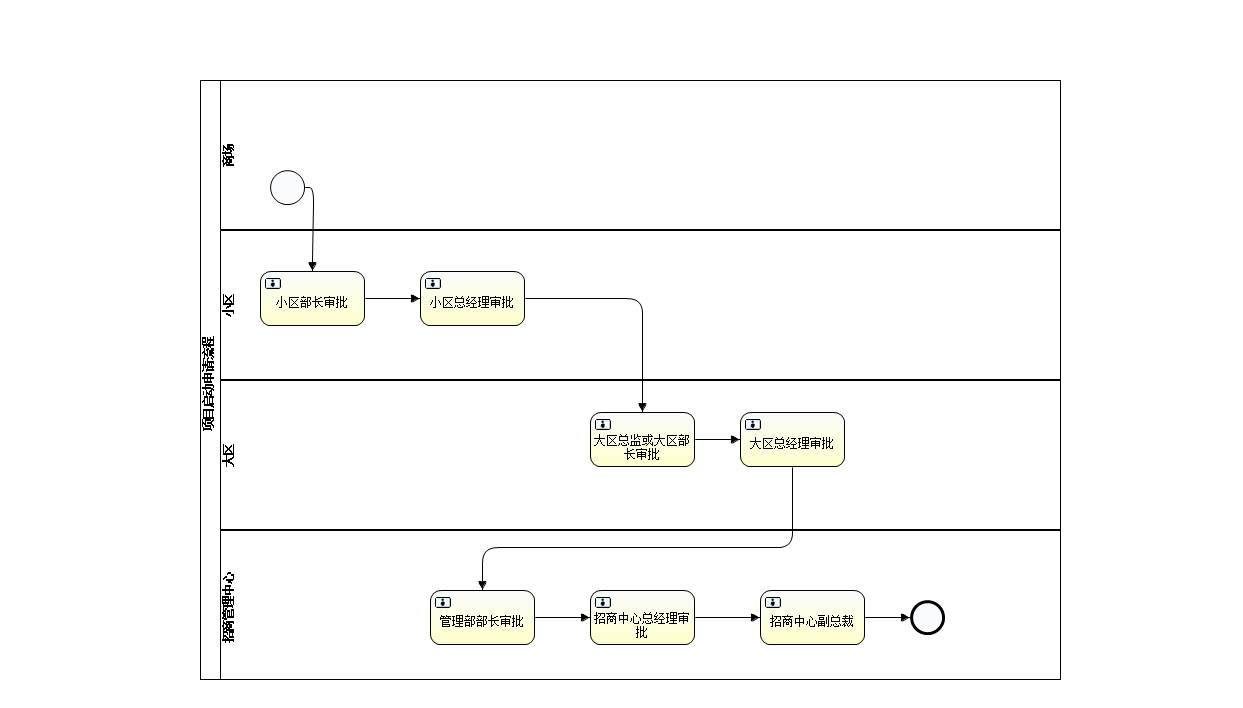 项目启动申请流程
商场
小区
小区部长审批
小区总经理审批
大区
大区总监或大区部
长审批
大区总经理审批
招商管理中心
管理部部长审批
招商中心总经理审
批
招商中心副总裁